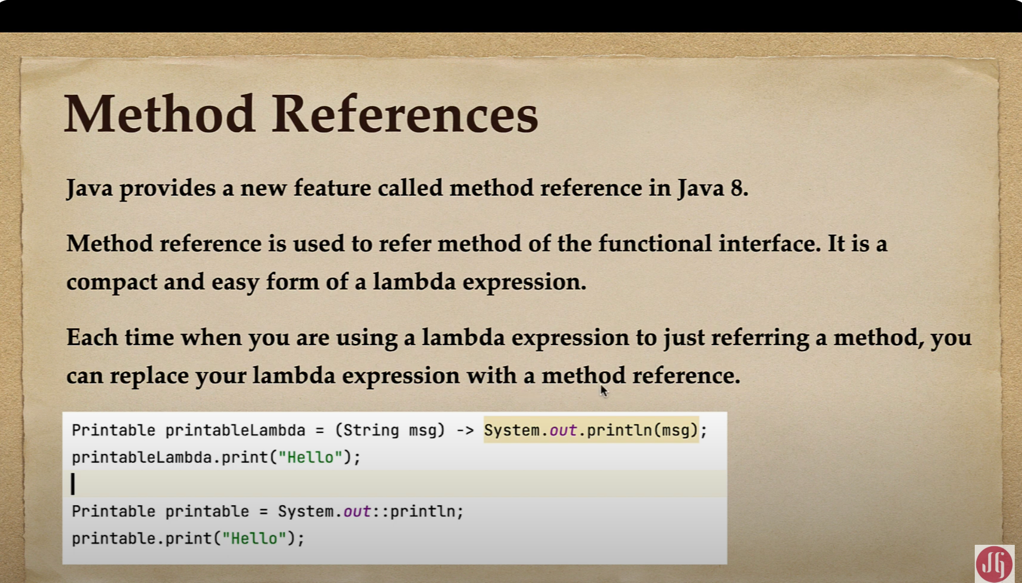 Method References
Java provides a new feature called method reference in Java 8.
Method reference is used to refer method of the functional interface. It is a
compact and easy form of a lambda expression.
Each time when you are using a lambda expression to just referring a method, you
can replace your lambda expression with a method reference.
Printable printableLambda = (String msg) -> System.out.println(msg);
printableLambda.print("Hello");
Printable printable = System.out::println;
printable.print("Hello");
JG